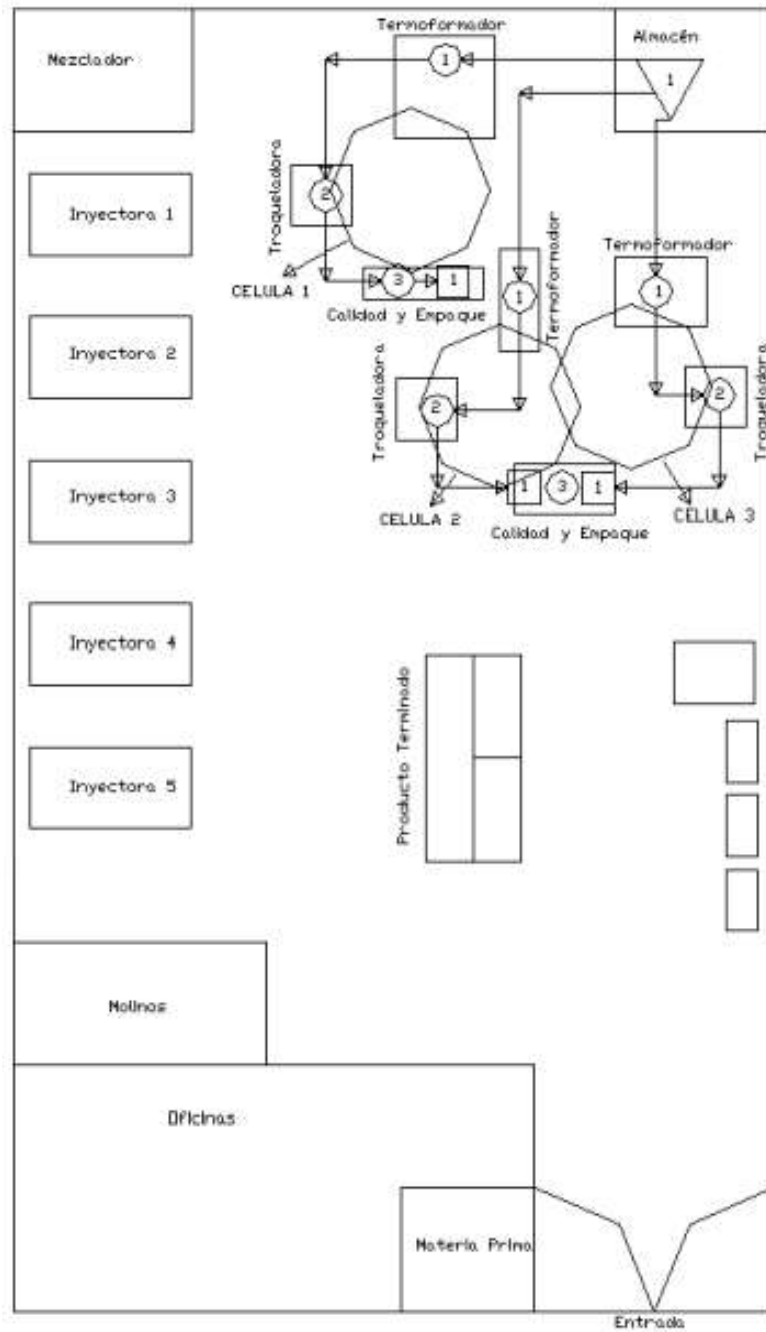 Termoformador
Almacén
Mezclador
1
1
Troqueladora
2
Inyectora 1
Termoformador
Termoformador
CELULA 1
3
1
1
1
Calidad y Empaque
Inyectora 2
Troqueladora
2
2
Troqueladora
Inyectora 3
1
3
1
CELULA 2
CELULA 3
Calidad y Empaque
Inyectora 4
Producto Terminado
Inyectora 5
Molinos
Oficinas
Materia Prima
Entrada